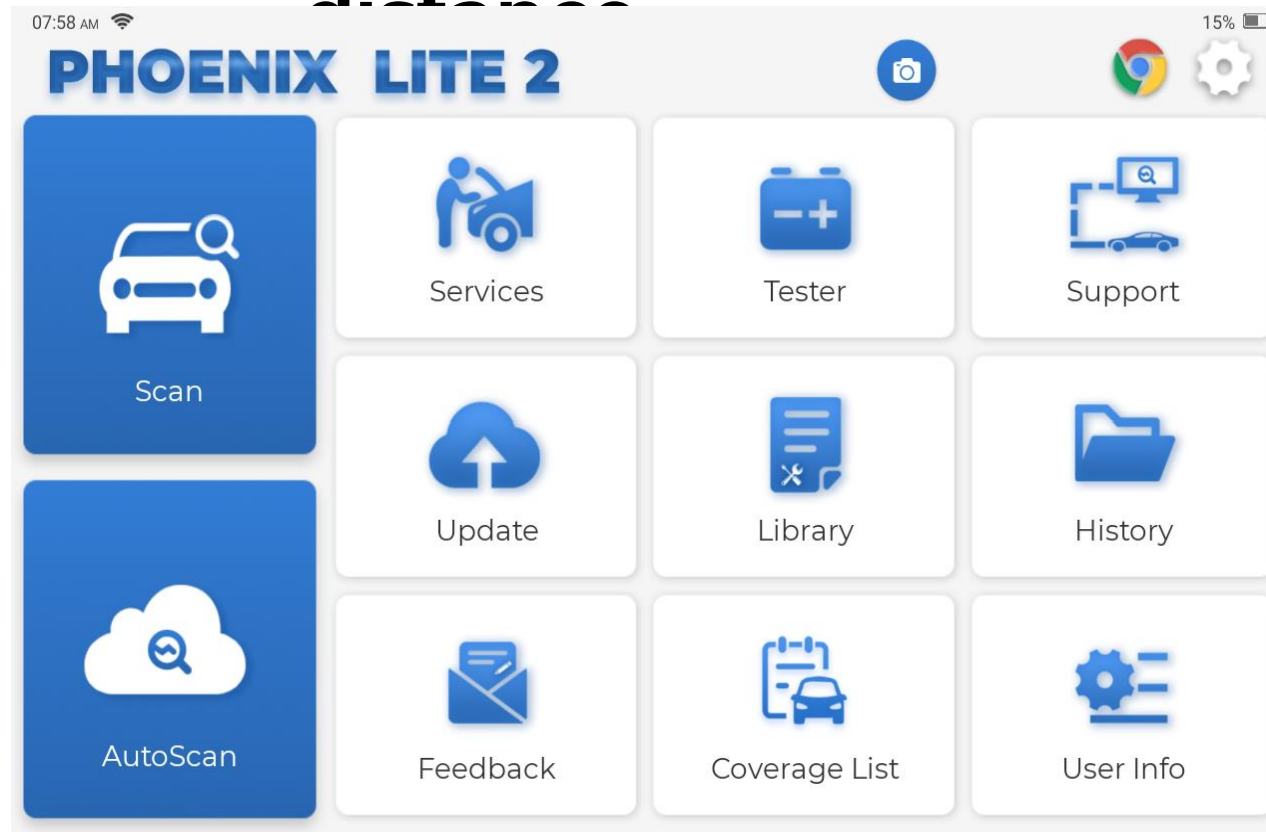 distance
07:58 AM
15%
PHOENIX LITE 2
Services
Tester
Support
Scan
Update
Library
History
AutoScan
Feedback
Coverage List
User Info